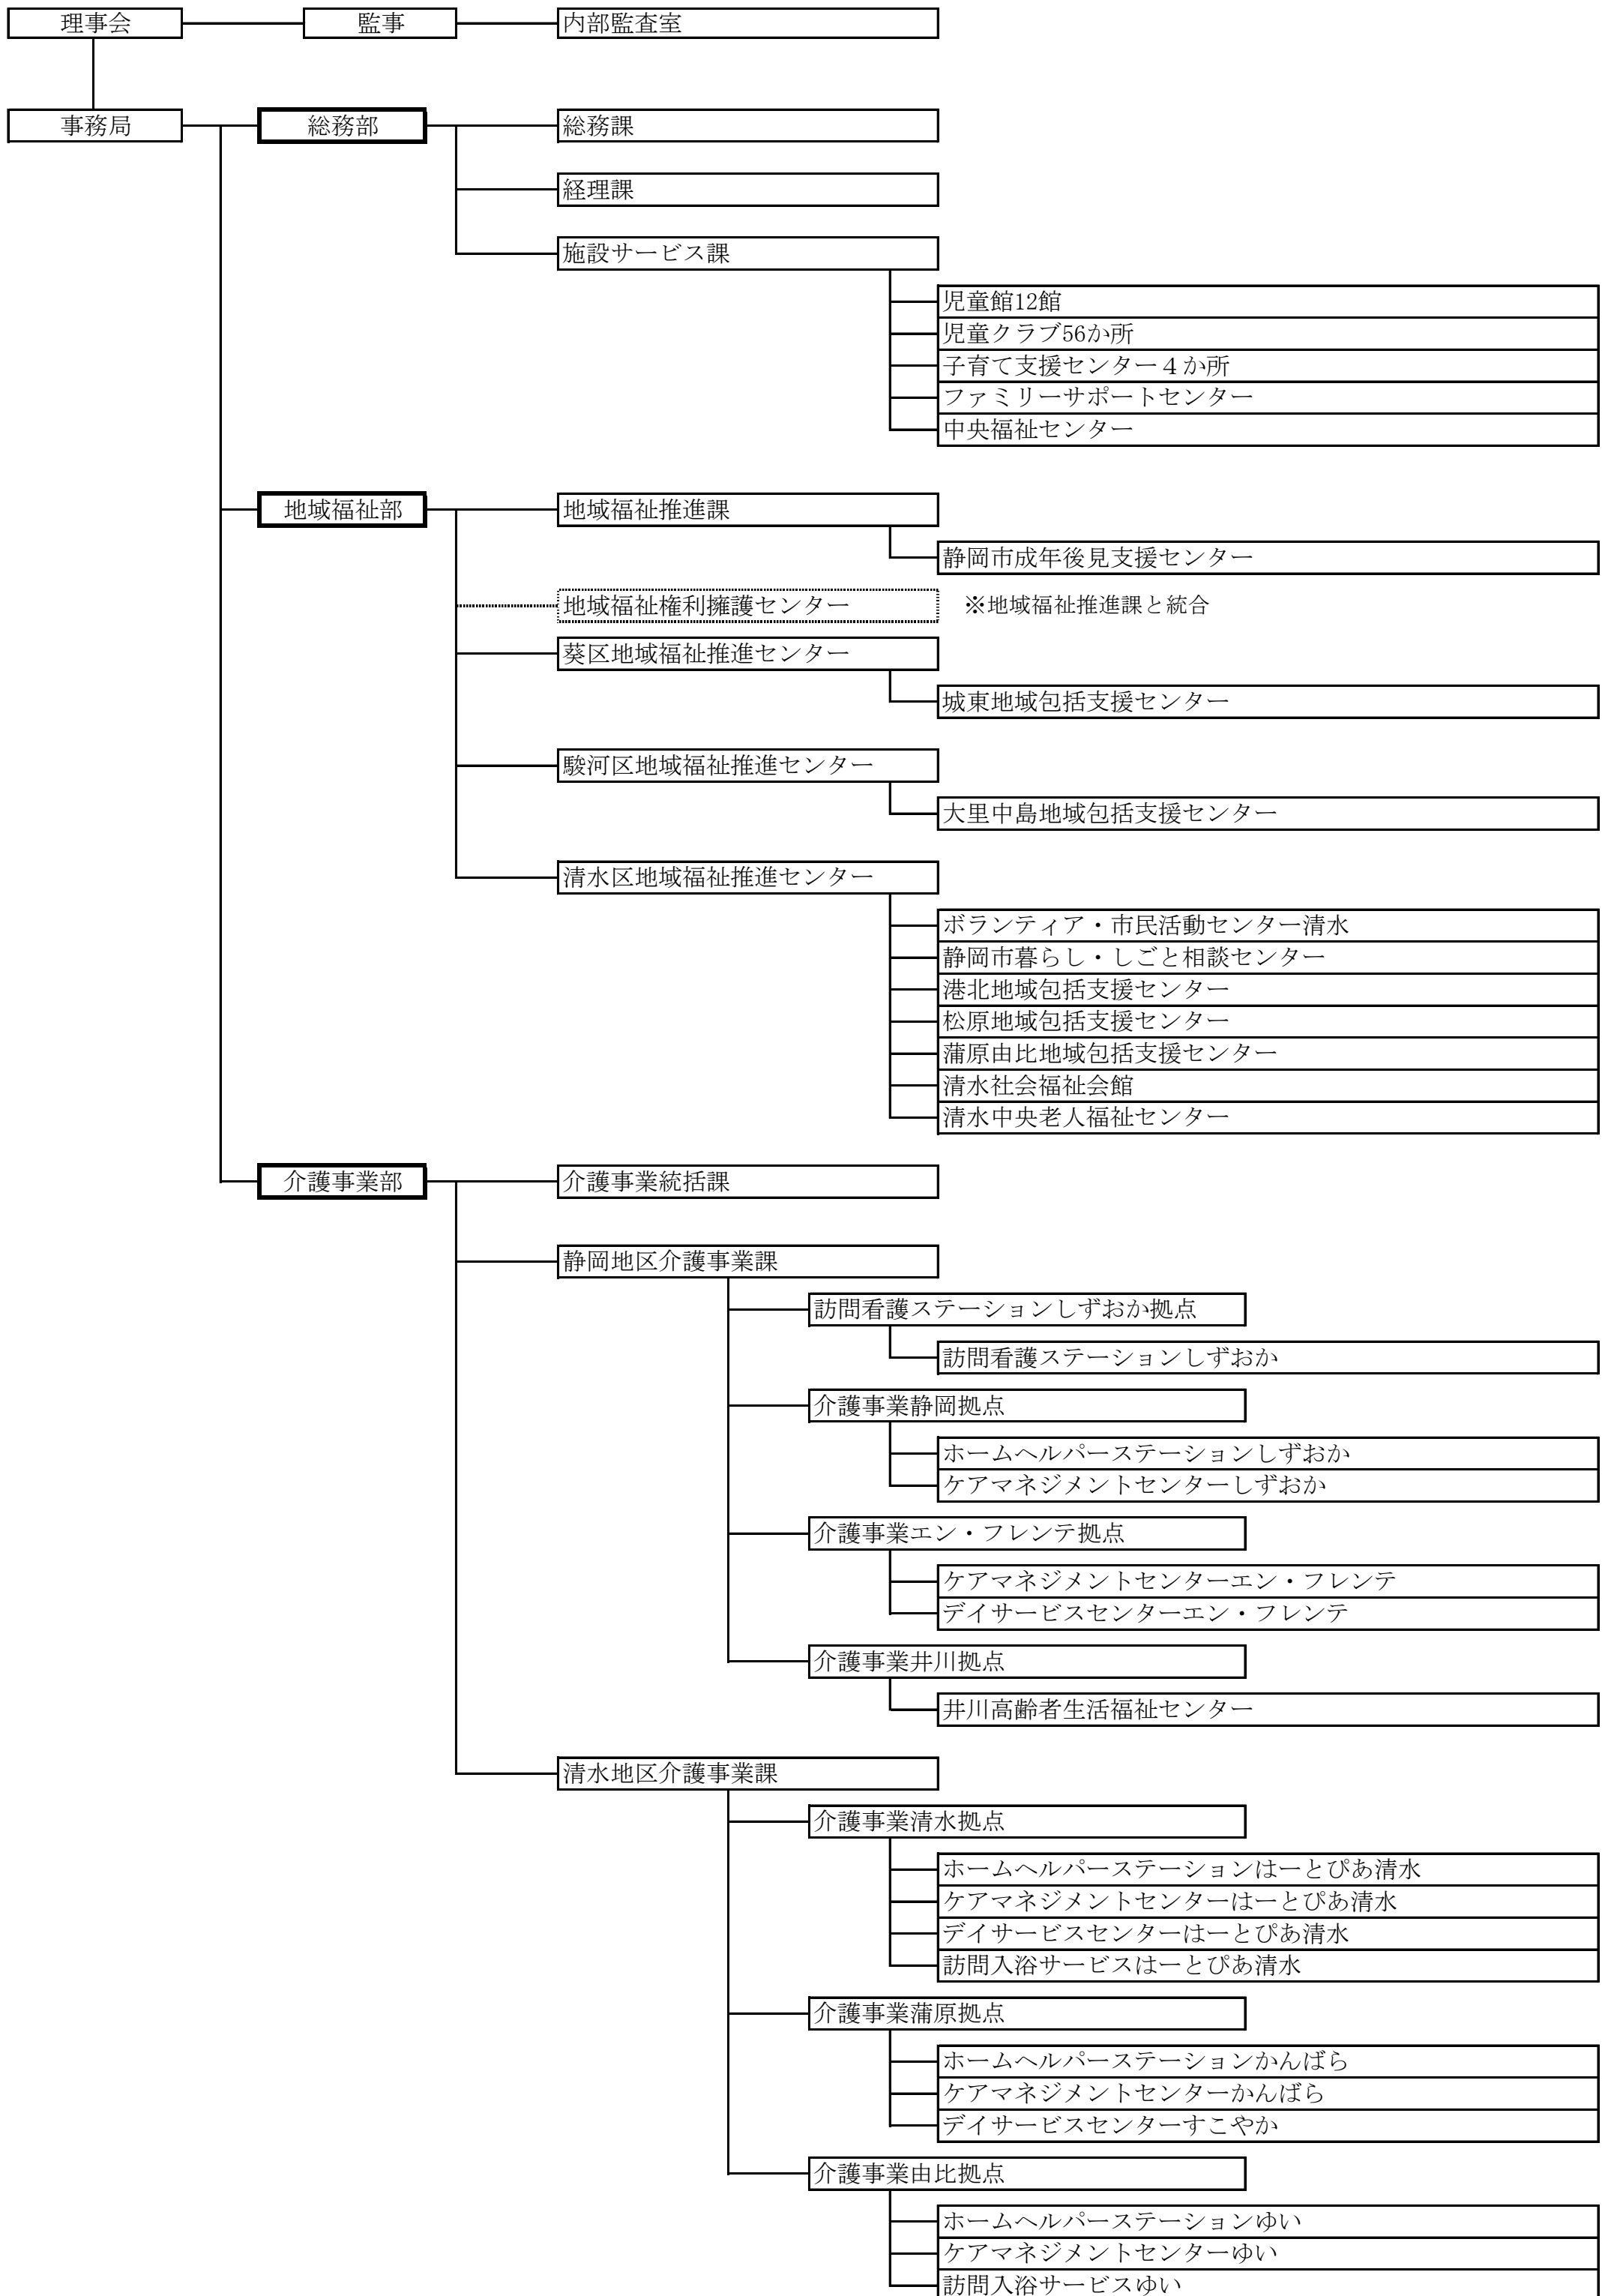 理事会
監事
内部監査室
事務局
総務部
総務課
経理課
施設サービス課
児童館12館
児童クラブ56か所
子育て支援センター４か所
ファミリーサポートセンター
中央福祉センター
地域福祉部
地域福祉推進課
静岡市成年後見支援センター
地域福祉権利擁護センター
※地域福祉推進課と統合
葵区地域福祉推進センター
城東地域包括支援センター
駿河区地域福祉推進センター
大里中島地域包括支援センター
清水区地域福祉推進センター
ボランティア・市民活動センター清水
静岡市暮らし・しごと相談センター
港北地域包括支援センター
松原地域包括支援センター
蒲原由比地域包括支援センター
清水社会福祉会館
清水中央老人福祉センター
介護事業部
介護事業統括課
静岡地区介護事業課
訪問看護ステーションしずおか拠点
訪問看護ステーションしずおか
介護事業静岡拠点
ホームヘルパーステーションしずおか
ケアマネジメントセンターしずおか
介護事業エン・フレンテ拠点
ケアマネジメントセンターエン・フレンテ
デイサービスセンターエン・フレンテ
介護事業井川拠点
井川高齢者生活福祉センター
清水地区介護事業課
介護事業清水拠点
ホームヘルパーステーションはーとぴあ清水
ケアマネジメントセンターはーとぴあ清水
デイサービスセンターはーとぴあ清水
訪問入浴サービスはーとぴあ清水
介護事業蒲原拠点
ホームヘルパーステーションかんばら
ケアマネジメントセンターかんばら
デイサービスセンターすこやか
介護事業由比拠点
ホームヘルパーステーションゆい
ケアマネジメントセンターゆい
訪問入浴サービスゆい